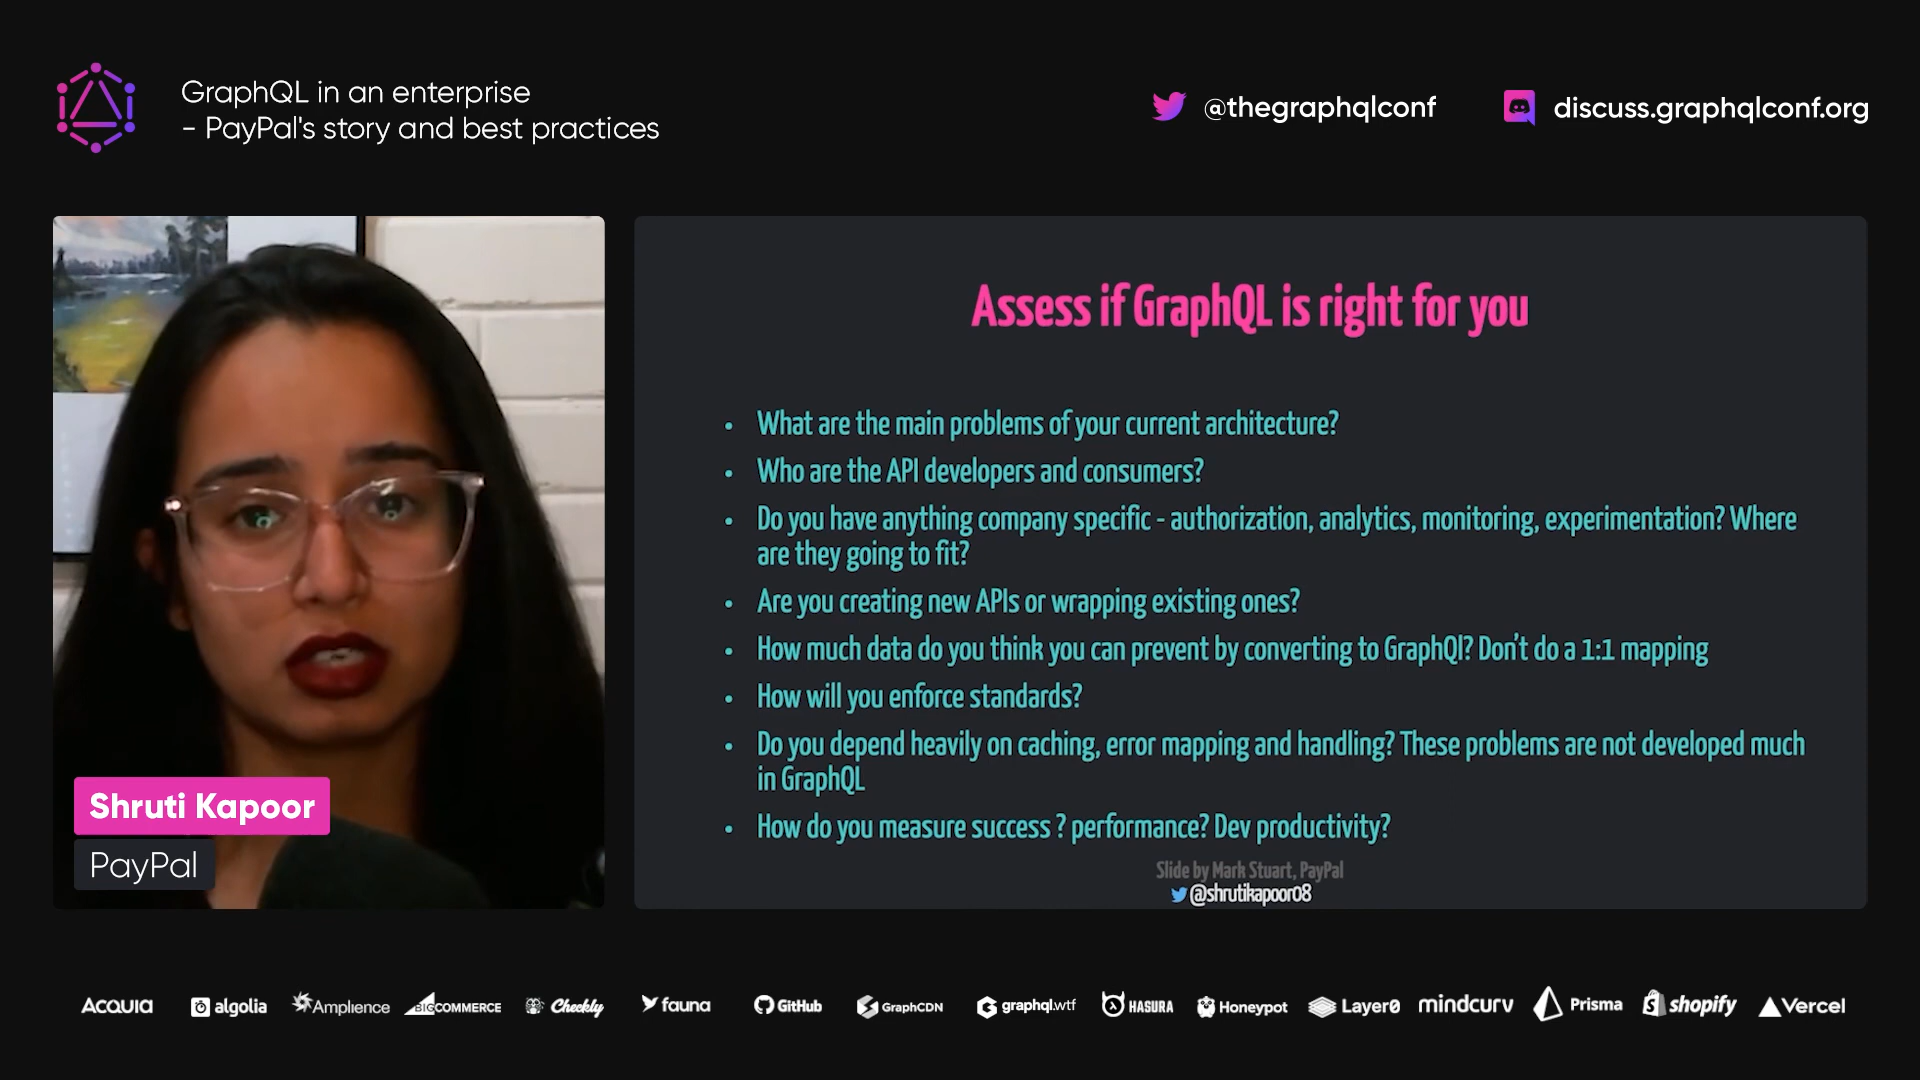 GraphQL in an enterprise
- PayPal's story and best practices
@thegraphqlconf
discuss.graphqlconf.org
Assess if GraphQL is right for you
• What are the main problems of your current architecture?
• Who are the API developers and consumers?
• Do you have anything company specific - authorization, analytics, monitoring, experimentation? Where
are they going to fit?
• Are you creating new APIs or wrapping existing ones?
• How much data do you think you can prevent by converting to GraphQl? Don't do a 1:1 mapping
• How will you enforce standards?
• Do you depend heavily on caching, error mapping and handling? These problems are not developed much
in GraphQL
• How do you measure success ? performance? Dev productivity?
Slide by Mark Stuart, PayPal
@shrutikapoor08
Shruti Kapoor
PayPal
ACQUIA
algolia
Amplience
BIGCOMMERCE
Checkly
fauna
GitHub
GraphCDN
graphql.wtf
HASURA
Honeypot
Layer0
mindcurv
Prisma
shopify
Vercel